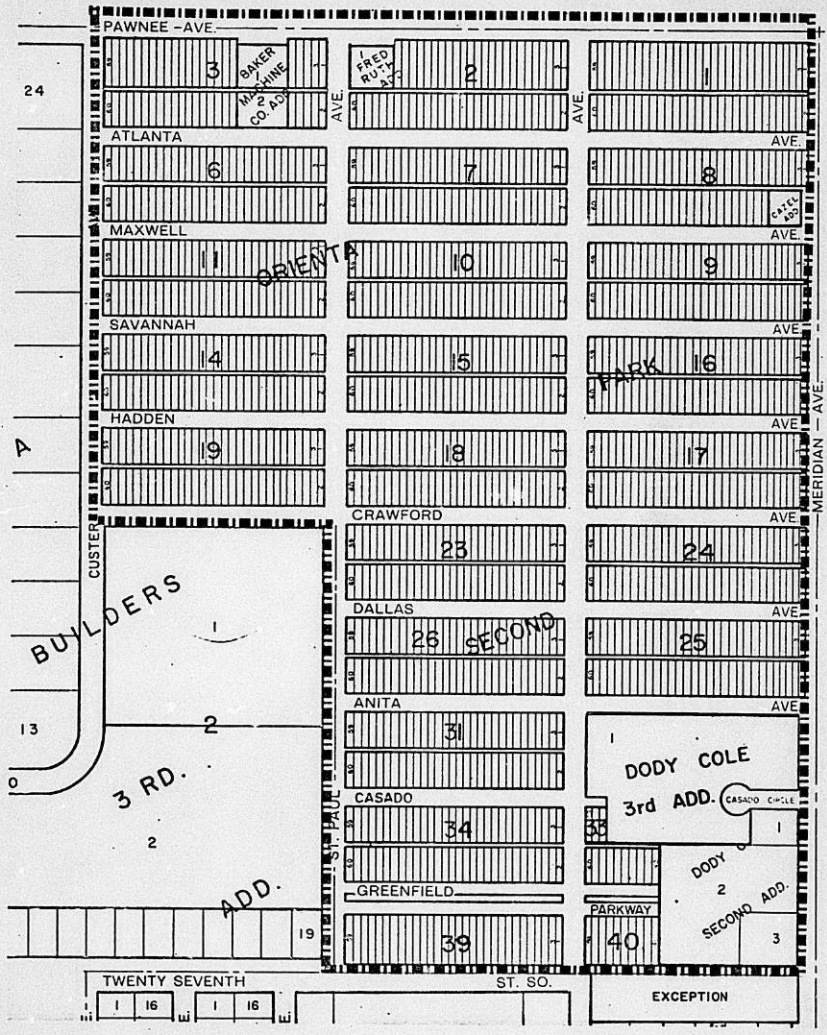 PAWNEE - AVE.
24
3
BAKER
1
MACHINE
2
CO. ADD
AVE.
1
FRED
RUTH
ADD
2
AVE.
1
ATLANTA
AVE.
6
7
8
CAZEL
ADD
MAXWELL
AVE.
11
ORIENTA
10
9
SAVANNAH
AVE.
14
15
PARK
16
MERIDIAN - AVE.
HADDEN
AVE
A
19
18
17
CUSTER
CRAWFORD
AVE.
23
24
BUILDERS
1
DALLAS
AVE
26
SECOND
25
ANITA
AVE
13
2
31
1
DODY COLE
3 RD.
3rd ADD.
CASADO CIRCLE
CASADO
ST. PAUL
34
33
1
2
DODY
2
ADD.
GREENFIELD
PARKWAY
SECOND ADD.
19
39
40
3
TWENTY SEVENTH
ST. SO.
EXCEPTION
1
16
1
16